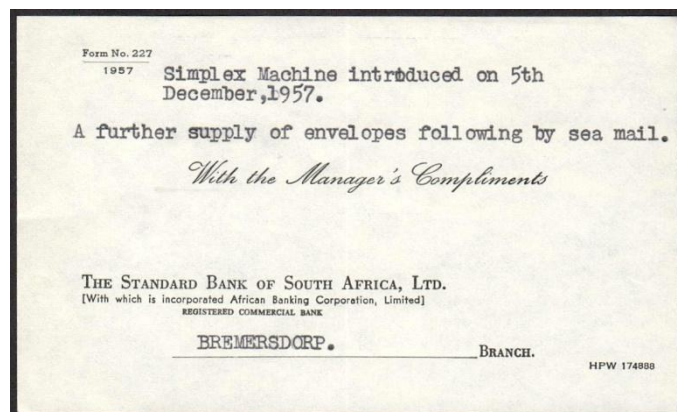 Form No. 227
1957
Simplex Machine introduced on 5th
December,1957.
A further supply of envelopes following by sea mail.
With the Manager's Compliments
THE STANDARD BANK OF SOUTH AFRICA, LTD.
[With which is incorporated African Banking Corporation, Limited]
REGISTERED COMMERCIAL BANK
BREMERSDORP.
BRANCH.
HPW 174888